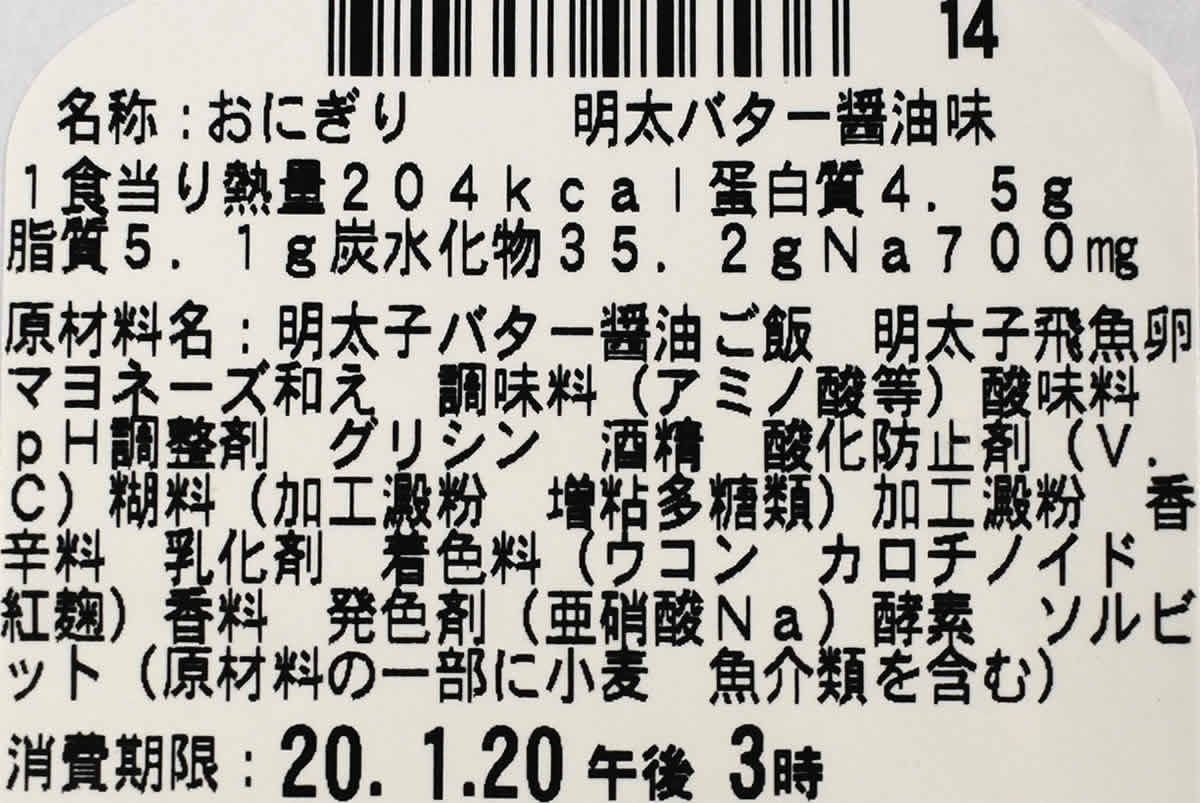 14
名称:おにぎり 明太バター醤油味
1食当り熱量204kcal蛋白質4.5g
脂質5.1g炭水化物35.2gNa700mg
原材料名:明太子バター醤油ご飯 明太子飛魚卵
マヨネーズ和え 調味料(アミノ酸等)酸味料
pH調整剤 グリシン 酒精 酸化防止剤(V.
C)糊料(加工澱粉 増粘多糖類)加工澱粉 香
辛料 乳化剤 着色料(ウコン カロチノイド
紅麹)香料 発色剤(亜硝酸Na)酵素 ソルビ
ット(原材料の一部に小麦 魚介類を含む)
消費期限:20.1.20午後3時